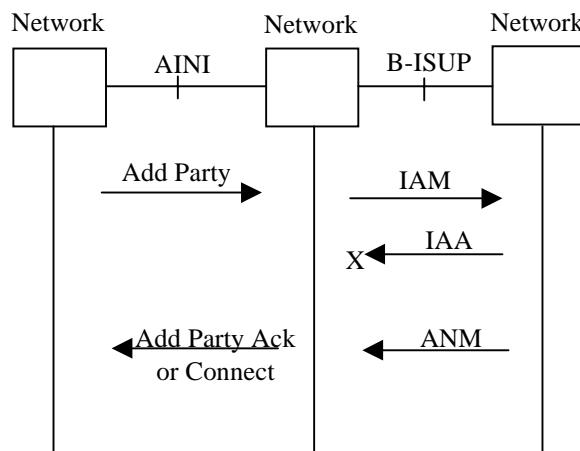 Network
Network
Network
AINI
B-ISUP
Add Party
IAM
X
IAA
Add Party Ack
or Connect
ANM